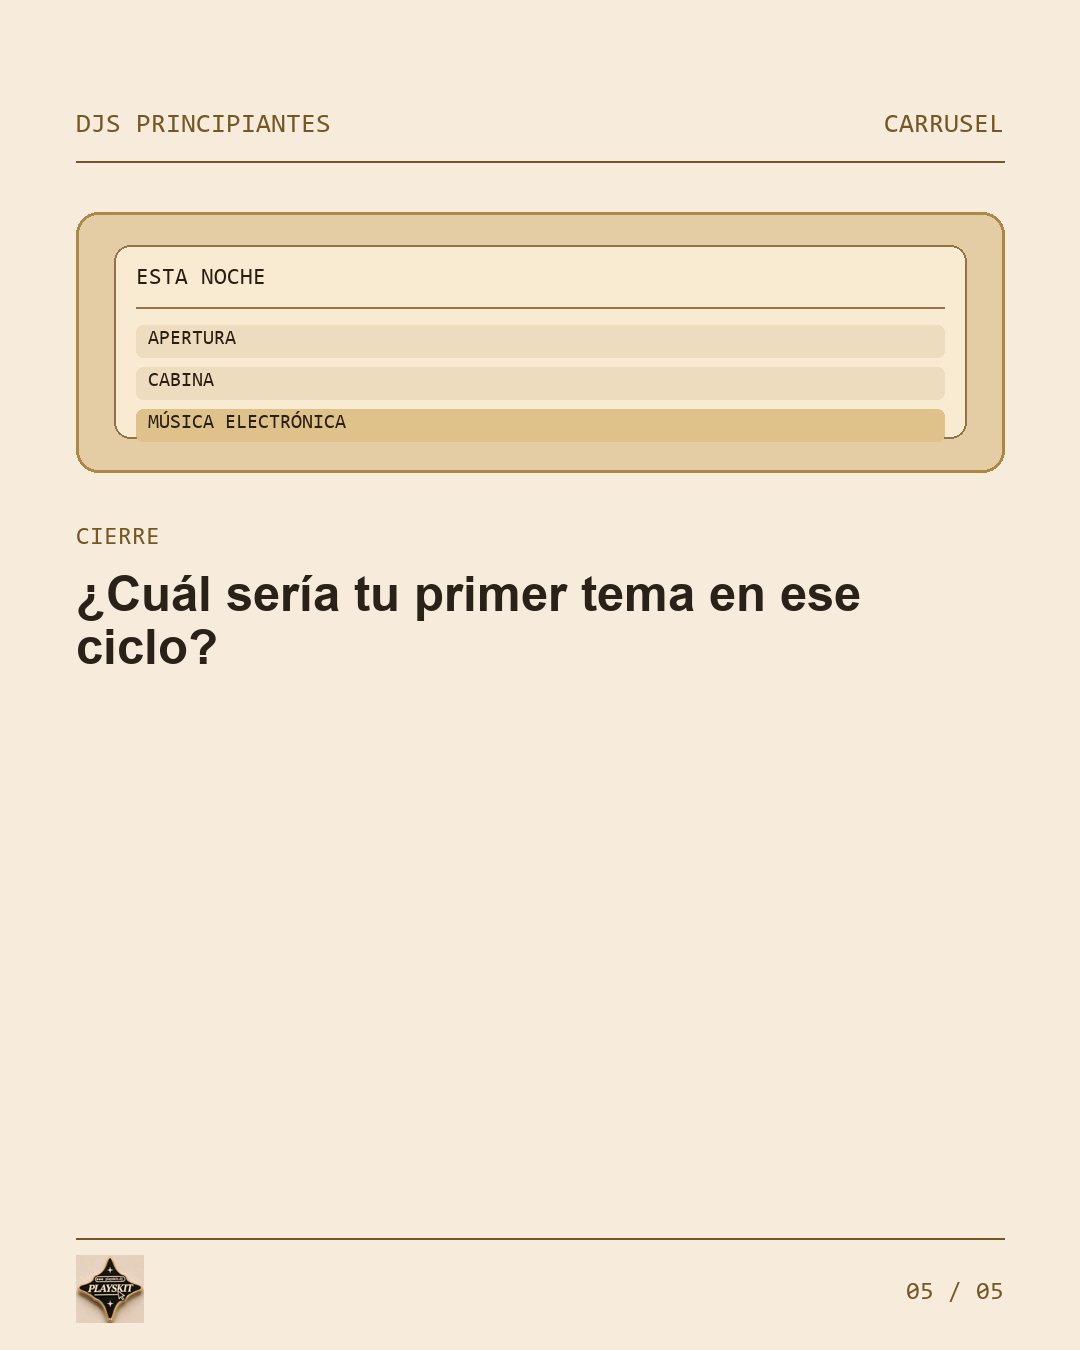 DJS PRINCIPIANTES
CARRUSEL
ESTA NOCHE
APERTURA
CABINA
MÚSICA ELECTRÓNICA
CIERRE
¿Cuál sería tu primer tema en ese
ciclo?
PLAYSKIT
05 / 05